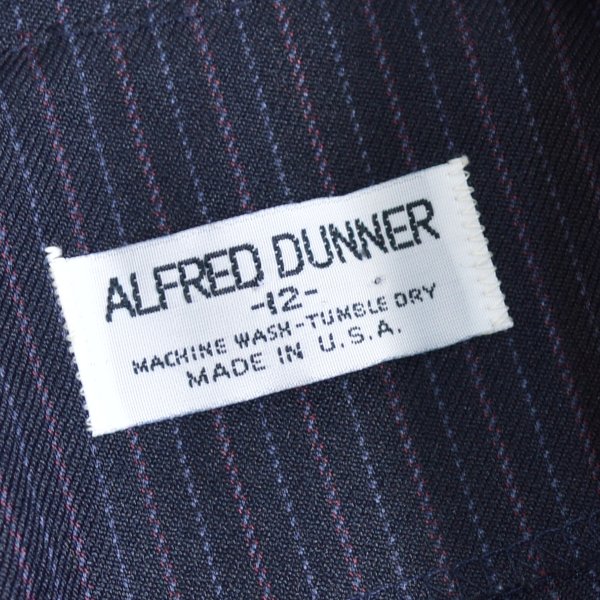 ALFRED DUNNER
-12-
MACHINE WASH-TUMBLE DRY
MADE IN U.S.A.